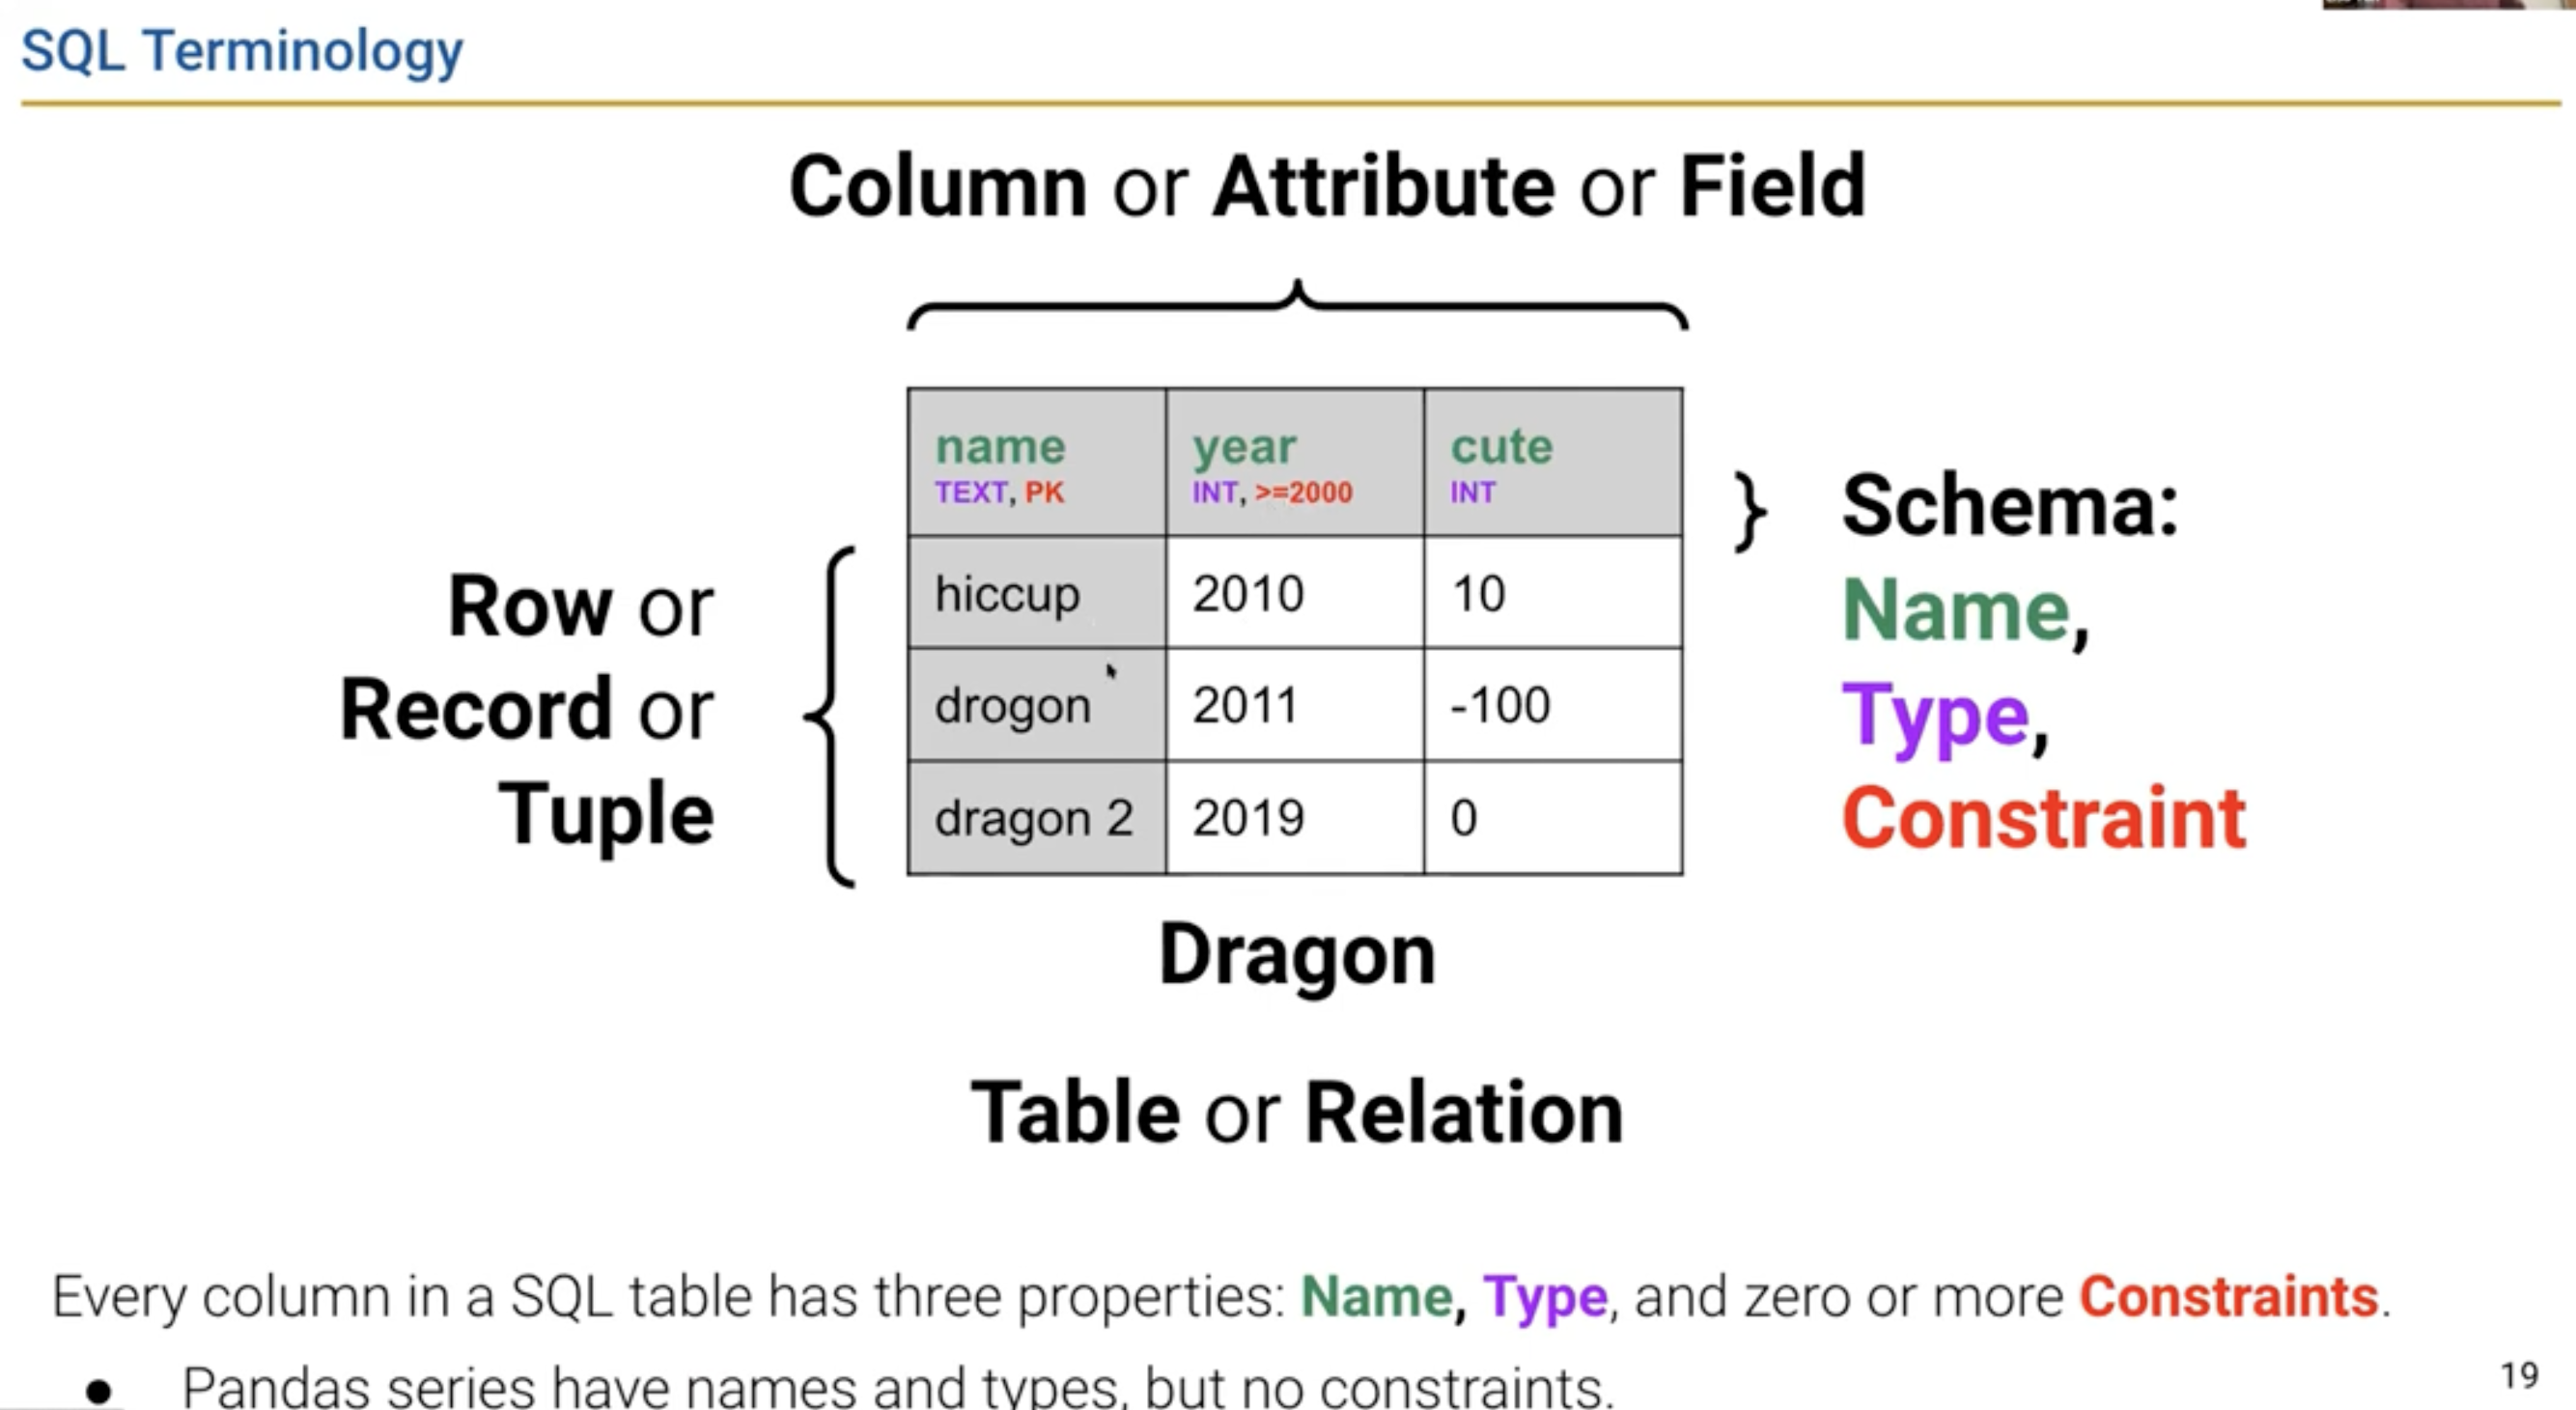 SQL Terminology
Column or Attribute or Field
name year cute
TEXT, PK INT, >=2000 INT
hiccup 2010 10
drogon 2011 -100
dragon 2 2019 0
Row or
Record or
Tuple
Schema:
Name,
Type,
Constraint
Dragon
Table or Relation
Every column in a SQL table has three properties: Name, Type, and zero or more Constraints.
● Pandas series have names and types, but no constraints.
19